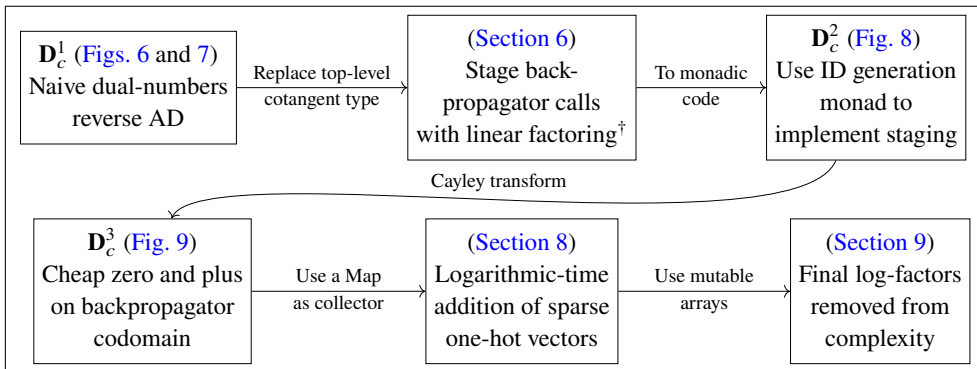 D¹_c (Figs. 6 and 7)
Naive dual-numbers
reverse AD
Replace top-level
cotangent type
(Section 6)
Stage back-
propagator calls
with linear factoring†
To monadic
code
D²_c (Fig. 8)
Use ID generation
monad to
implement staging
Cayley transform
D³_c (Fig. 9)
Cheap zero and plus
on backpropagator
codomain
Use a Map
as collector
(Section 8)
Logarithmic-time
addition of sparse
one-hot vectors
Use mutable
arrays
(Section 9)
Final log-factors
removed from
complexity